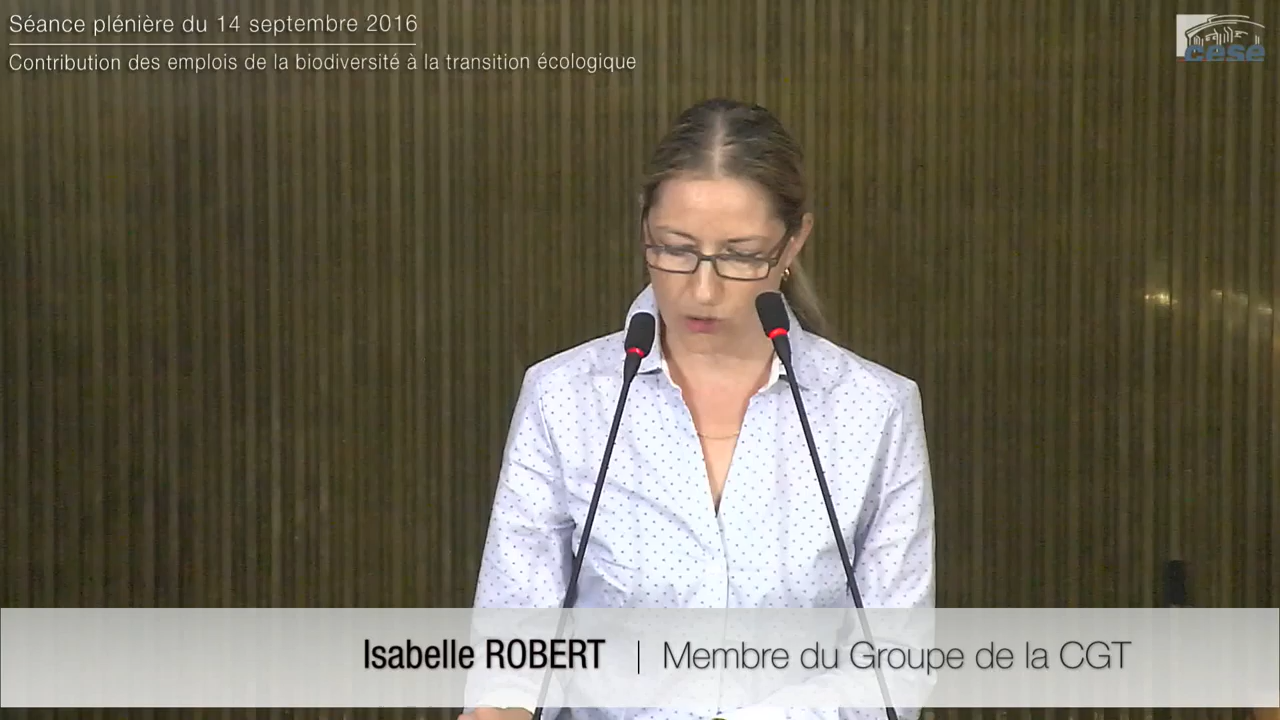 Séance plénière du 14 septembre 2016
Contribution des emplois de la biodiversité à la transition écologique
cese
Isabelle ROBERT | Membre du Groupe de la CGT